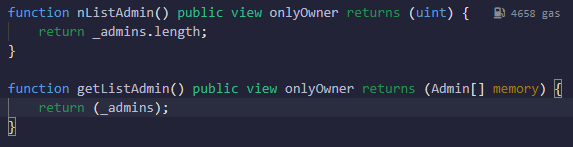 function nListAdmin() public view onlyOwner returns (uint) { 4658 gas
    return _admins.length;
}

function getListAdmin() public view onlyOwner returns (Admin[] memory) {
    return (_admins);
}